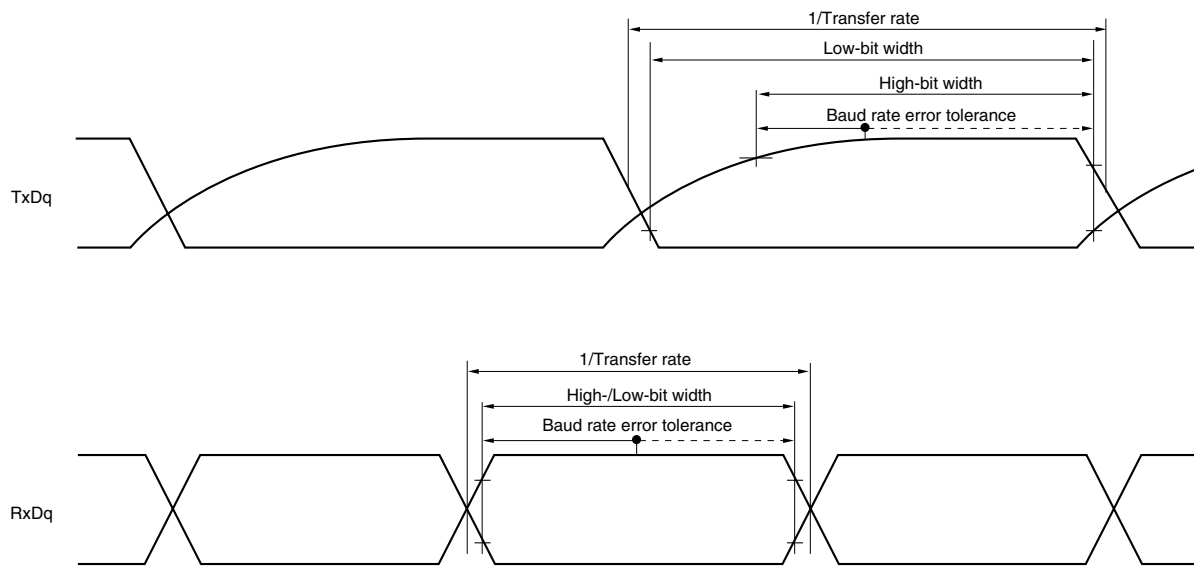 1/Transfer rate
Low-bit width
High-bit width
Baud rate error tolerance
TxDq
1/Transfer rate
High-/Low-bit width
Baud rate error tolerance
RxDq